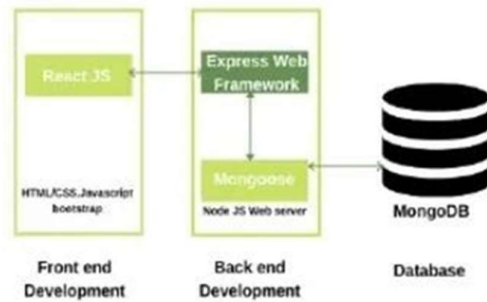 React JS
HTML/CSS.Javascript
bootstrap
Front end
Development
Express Web
Framework
Mongoose
Node JS Web server
Back end
Development
MongoDB
Database